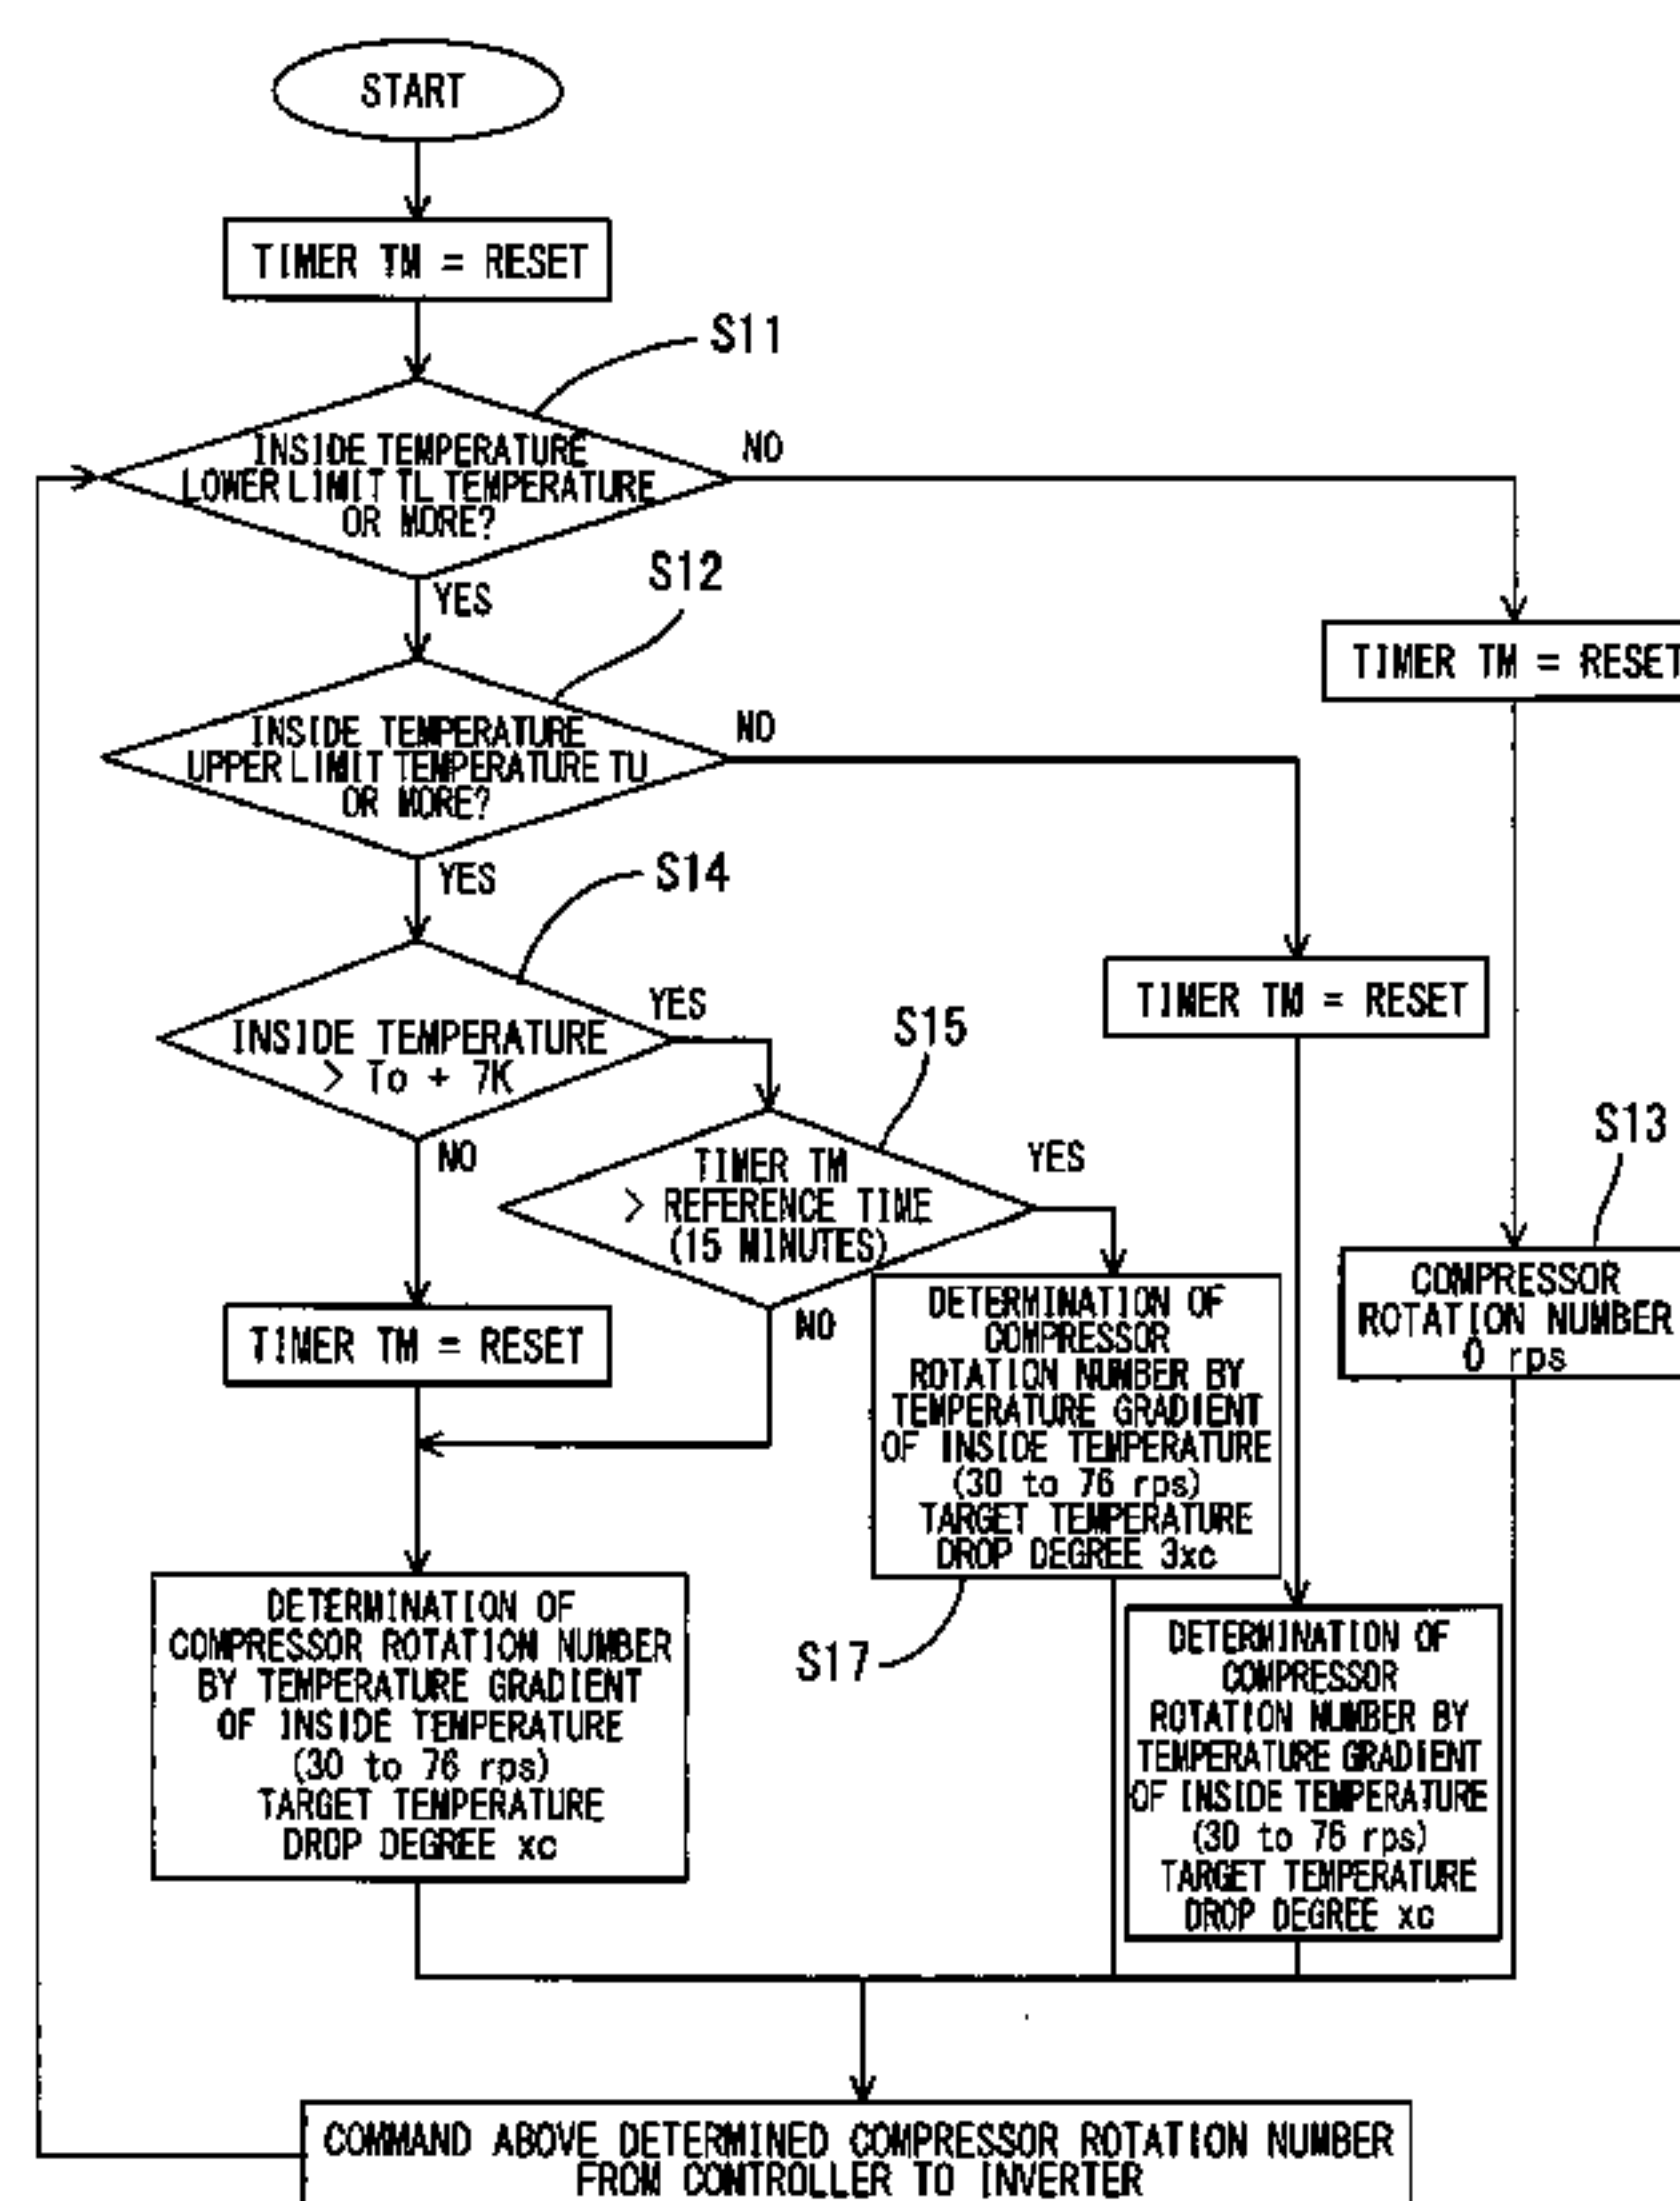 START
TIMER TM = RESET
S11
INSIDE TEMPERATURE
LOWER LIMIT TL TEMPERATURE
OR MORE?
NO
YES
S12
INSIDE TEMPERATURE
UPPER LIMIT TEMPERATURE TU
OR MORE?
NO
YES
TIMER TM = RESET
S14
INSIDE TEMPERATURE
> To + 7K
YES
NO
TIMER TM = RESET
S15
TIMER TM
> REFERENCE TIME
(15 MINUTES)
YES
NO
S13
COMPRESSOR
ROTATION NUMBER
0 rps
TIMER TM = RESET
DETERMINATION OF
COMPRESSOR
ROTATION NUMBER BY
TEMPERATURE GRADIENT
OF INSIDE TEMPERATURE
(30 to 76 rps)
TARGET TEMPERATURE
DROP DEGREE 3xc
S17
DETERMINATION OF
COMPRESSOR ROTATION NUMBER
BY TEMPERATURE GRADIENT
OF INSIDE TEMPERATURE
(30 to 76 rps)
TARGET TEMPERATURE
DROP DEGREE xc
DETERMINATION OF
COMPRESSOR
ROTATION NUMBER BY
TEMPERATURE GRADIENT
OF INSIDE TEMPERATURE
(30 to 76 rps)
TARGET TEMPERATURE
DROP DEGREE xc
COMMAND ABOVE DETERMINED COMPRESSOR ROTATION NUMBER
FROM CONTROLLER TO INVERTER